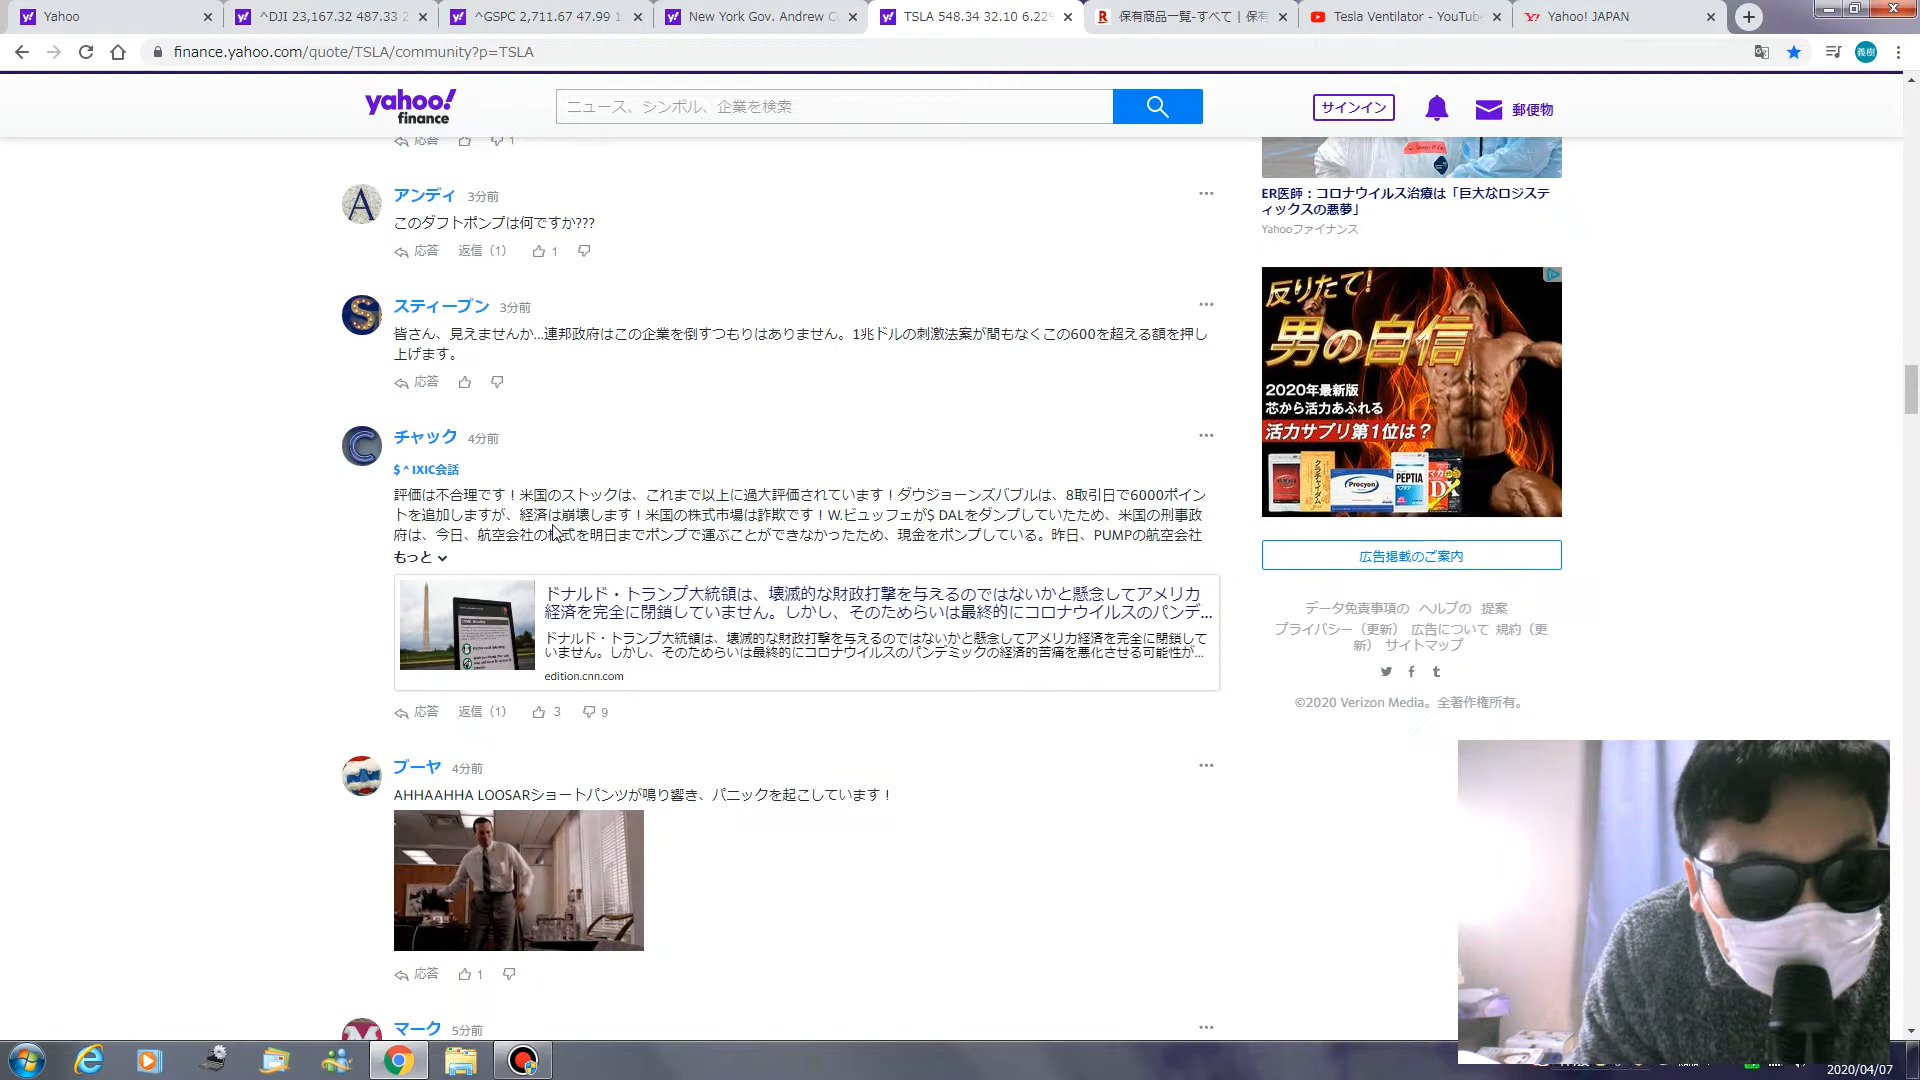 Yahoo
^DJI 23,167.32 487.33 2
^GSPC 2,711.67 47.99 1
New York Gov. Andrew C
TSLA 548.34 32.10 6.22%
保有商品一覧-すべて | 保有
Tesla Ventilator - YouTube
Yahoo! JAPAN
finance.yahoo.com/quote/TSLA/community?p=TSLA
義樹
yahoo!
finance
ニュース、シンボル、企業を検索
サインイン
郵便物
応答 1
アンディ 3分前
このダフトポンプは何ですか???
応答 返信(1) 1
スティーブン 3分前
皆さん、見えませんか...連邦政府はこの企業を倒すつもりはありません。1兆ドルの刺激法案が間もなくこの600を超える額を押し
上げます。
応答
チャック 4分前
$ ^ IXIC会話
評価は不合理です！米国のストックは、これまで以上に過大評価されています！ダウジョーンズバブルは、8取引日で6000ポイン
トを追加しますが、経済は崩壊します！米国の株式市場は詐欺です！W.ビュッフェが$ DALをダンプしていたため、米国の刑事政
府は、今日、航空会社の株式を明日までポンプで運ぶことができなかったため、現金をポンプしている。昨日、PUMPの航空会社
もっと
ドナルド・トランプ大統領は、壊滅的な財政打撃を与えるのではないかと懸念してアメリカ
経済を完全に閉鎖していません。しかし、そのためらいは最終的にコロナウイルスのパンデ...
ドナルド・トランプ大統領は、壊滅的な財政打撃を与えるのではないかと懸念してアメリカ経済を完全に閉鎖して
いません。しかし、そのためらいは最終的にコロナウイルスのパンデミックの経済的苦痛を悪化させる可能性が...
edition.cnn.com
応答 返信(1) 3 9
ブーヤ 4分前
AHHAAHHA LOOSARショートパンツが鳴り響き、パニックを起こしています！
応答 1
マーク 5分前
ER医師：コロナウイルス治療は「巨大なロジステ
ィックスの悪夢」
Yahooファイナンス
反りたて!
男の自信
2020年最新版
芯から活力あふれる
活力サプリ第1位は?
Procyon
PEPTIA
DX
広告掲載のご案内
データ免責事項の ヘルプの 提案
プライバシー（更新） 広告について 規約（更
新） サイトマップ
©2020 Verizon Media。全著作権所有。
2020/04/07